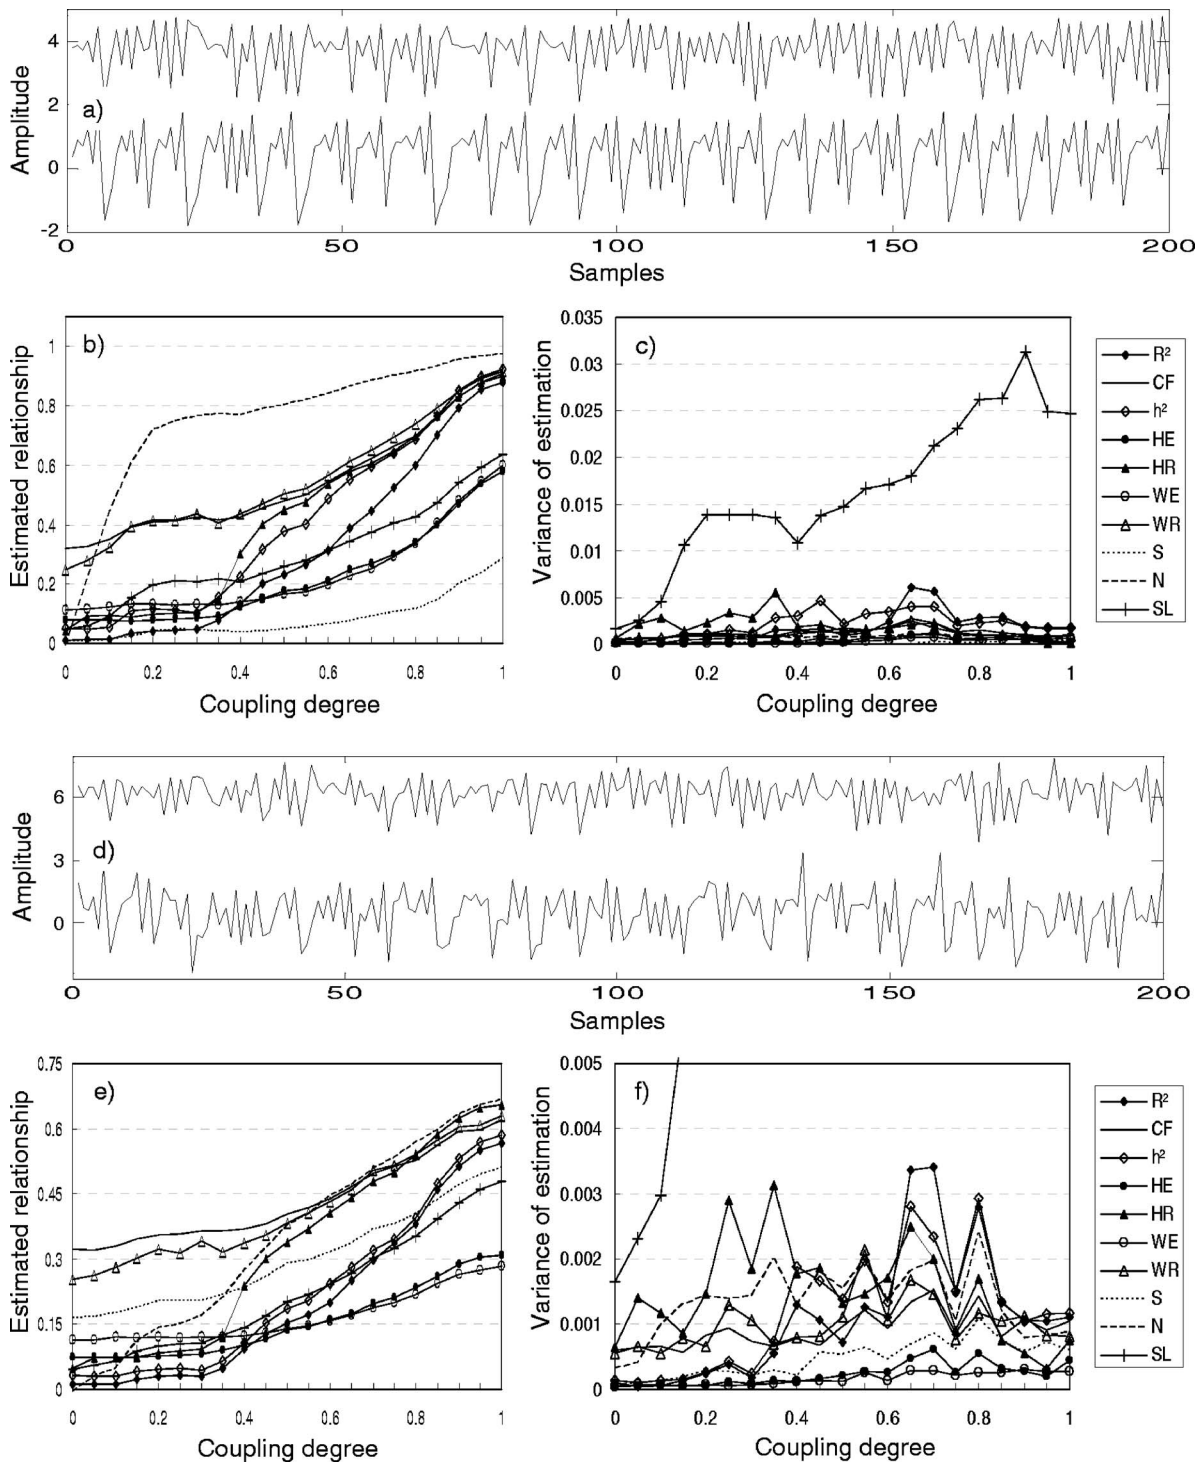 a)
Amplitude
4
2
0
-2
0 50 100 150 200
Samples
b)
Estimated relationship
1
0.8
0.6
0.4
0.2
0
0 0.2 0.4 0.6 0.8 1
Coupling degree
c)
Variance of estimation
0.035
0.03
0.025
0.02
0.015
0.01
0.005
0
0 0.2 0.4 0.6 0.8 1
Coupling degree
R²
CF
h²
HE
HR
WE
WR
S
N
SL
d)
Amplitude
6
3
0
0 50 100 150 200
Samples
e)
Estimated relationship
0.75
0.6
0.45
0.3
0.15
0
0 0.2 0.4 0.6 0.8 1
Coupling degree
f)
Variance of estimation
0.005
0.004
0.003
0.002
0.001
0
0 0.2 0.4 0.6 0.8 1
Coupling degree
R²
CF
h²
HE
HR
WE
WR
S
N
SL